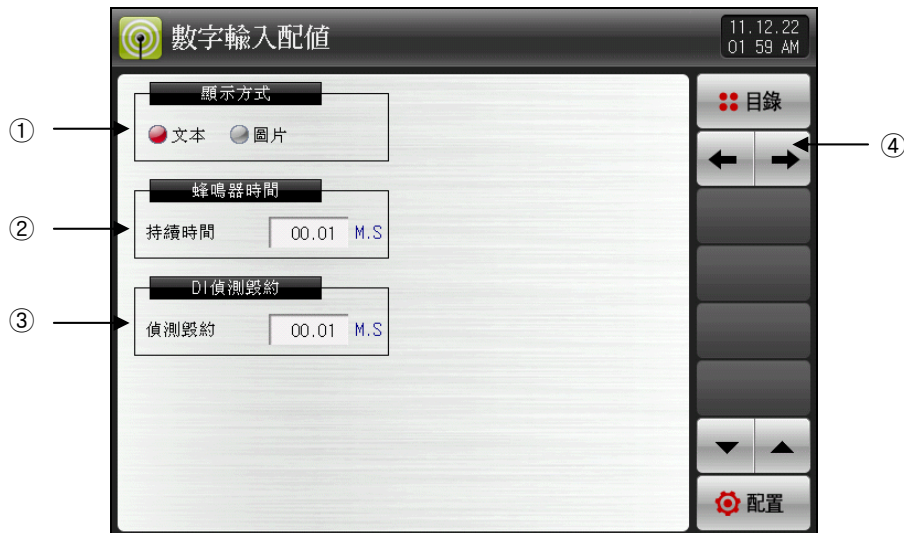 數字輸入配值
11.12.22
01 59 AM
顯示方式
目錄
① 文本 圖片 ④
蜂鳴器時間
② 持續時間 00.01 M.S
DI偵測毀約
③ 偵測毀約 00.01 M.S
配置